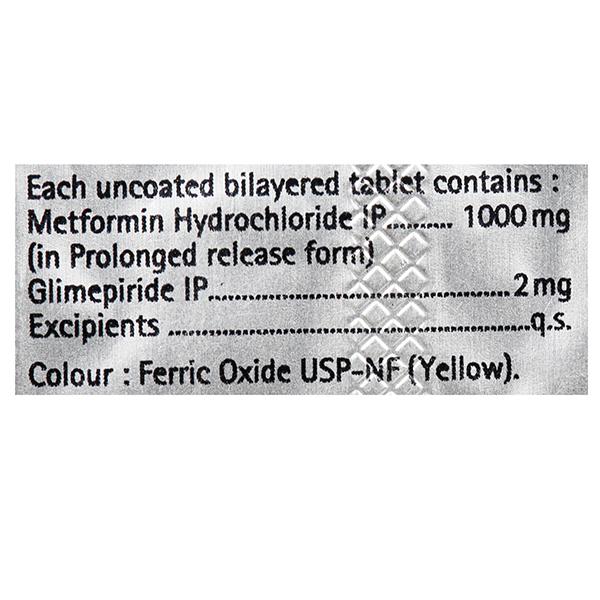 Each uncoated bilayered tablet contains :
Metformin Hydrochloride IP........... 1000 mg
(in Prolonged release form)
Glimepiride IP.................................................2 mg
Excipients .....................................................q.s.
Colour : Ferric Oxide USP-NF (Yellow).